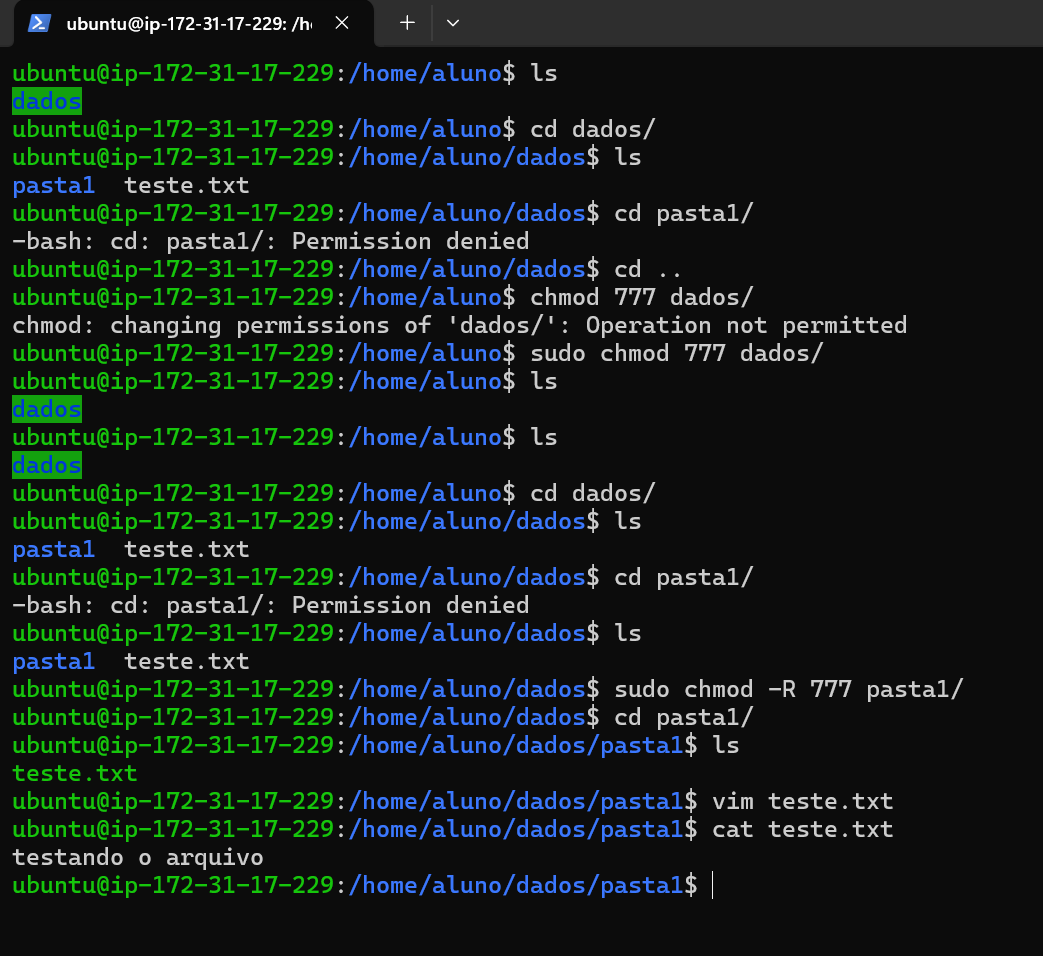 ubuntu@ip-172-31-17-229: /h
ubuntu@ip-172-31-17-229:/home/aluno$ ls
dados
ubuntu@ip-172-31-17-229:/home/aluno$ cd dados/
ubuntu@ip-172-31-17-229:/home/aluno/dados$ ls
pasta1  teste.txt
ubuntu@ip-172-31-17-229:/home/aluno/dados$ cd pasta1/
-bash: cd: pasta1/: Permission denied
ubuntu@ip-172-31-17-229:/home/aluno/dados$ cd ..
ubuntu@ip-172-31-17-229:/home/aluno$ chmod 777 dados/
chmod: changing permissions of 'dados/': Operation not permitted
ubuntu@ip-172-31-17-229:/home/aluno$ sudo chmod 777 dados/
ubuntu@ip-172-31-17-229:/home/aluno$ ls
dados
ubuntu@ip-172-31-17-229:/home/aluno$ ls
dados
ubuntu@ip-172-31-17-229:/home/aluno$ cd dados/
ubuntu@ip-172-31-17-229:/home/aluno/dados$ ls
pasta1  teste.txt
ubuntu@ip-172-31-17-229:/home/aluno/dados$ cd pasta1/
-bash: cd: pasta1/: Permission denied
ubuntu@ip-172-31-17-229:/home/aluno/dados$ ls
pasta1  teste.txt
ubuntu@ip-172-31-17-229:/home/aluno/dados$ sudo chmod -R 777 pasta1/
ubuntu@ip-172-31-17-229:/home/aluno/dados$ cd pasta1/
ubuntu@ip-172-31-17-229:/home/aluno/dados/pasta1$ ls
teste.txt
ubuntu@ip-172-31-17-229:/home/aluno/dados/pasta1$ vim teste.txt
ubuntu@ip-172-31-17-229:/home/aluno/dados/pasta1$ cat teste.txt
testando o arquivo
ubuntu@ip-172-31-17-229:/home/aluno/dados/pasta1$